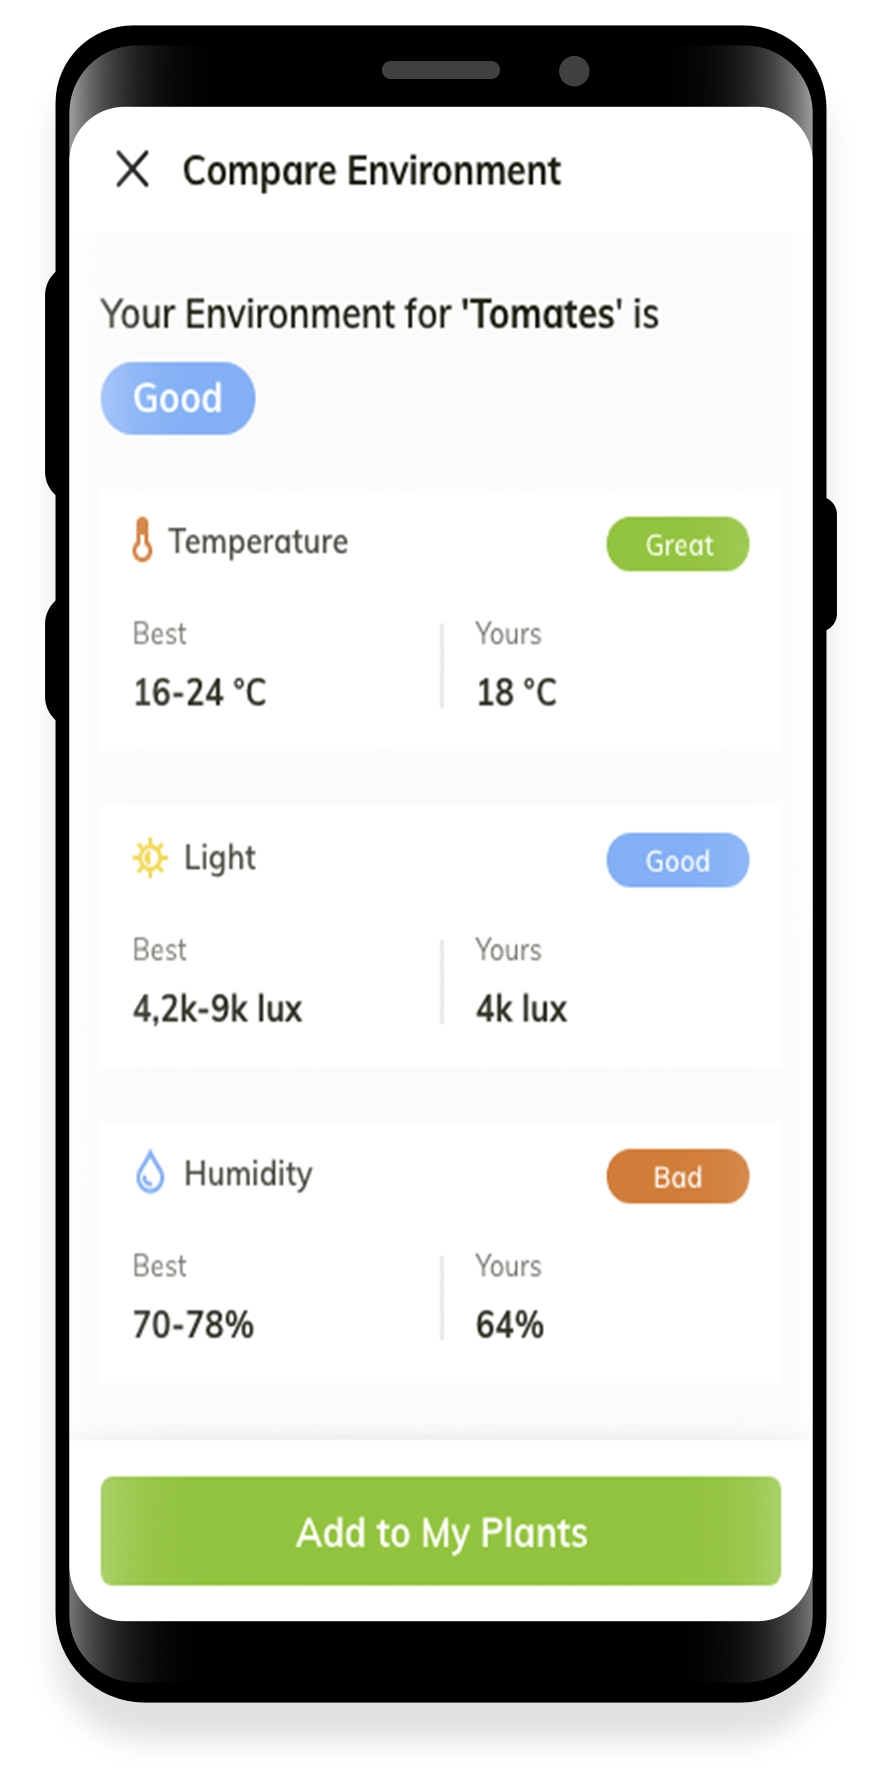 Compare Environment
Your Environment for 'Tomates' is
Good
Temperature
Great
Best
Yours
16-24 °C
18 °C
Light
Good
Best
Yours
4,2k-9k lux
4k lux
Humidity
Bad
Best
Yours
70-78%
64%
Add to My Plants